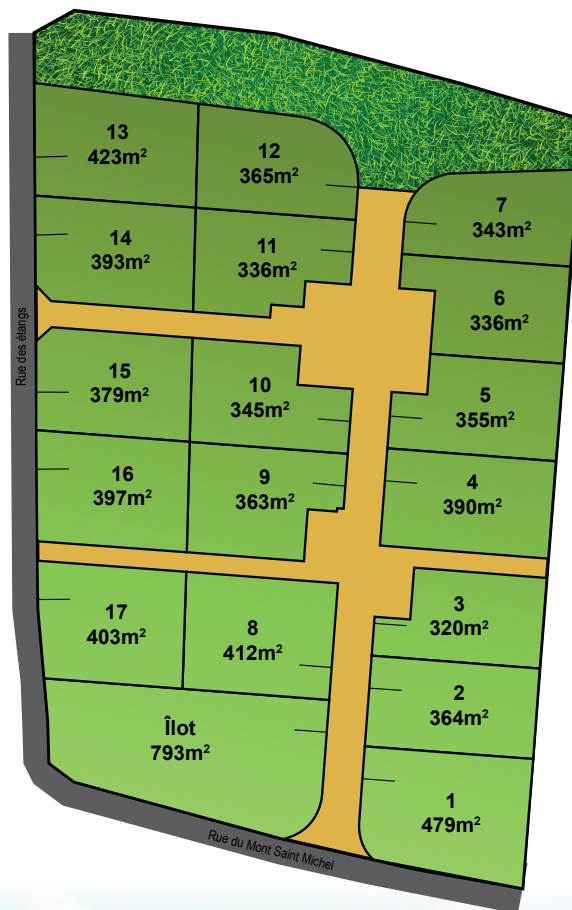 13
423m²
12
365m²
7
343m²
14
393m²
11
336m²
6
336m²
Rue des étangs
15
379m²
10
345m²
5
355m²
16
397m²
9
363m²
4
390m²
17
403m²
8
412m²
3
320m²
2
364m²
Îlot
793m²
1
479m²
Rue du Mont Saint Michel